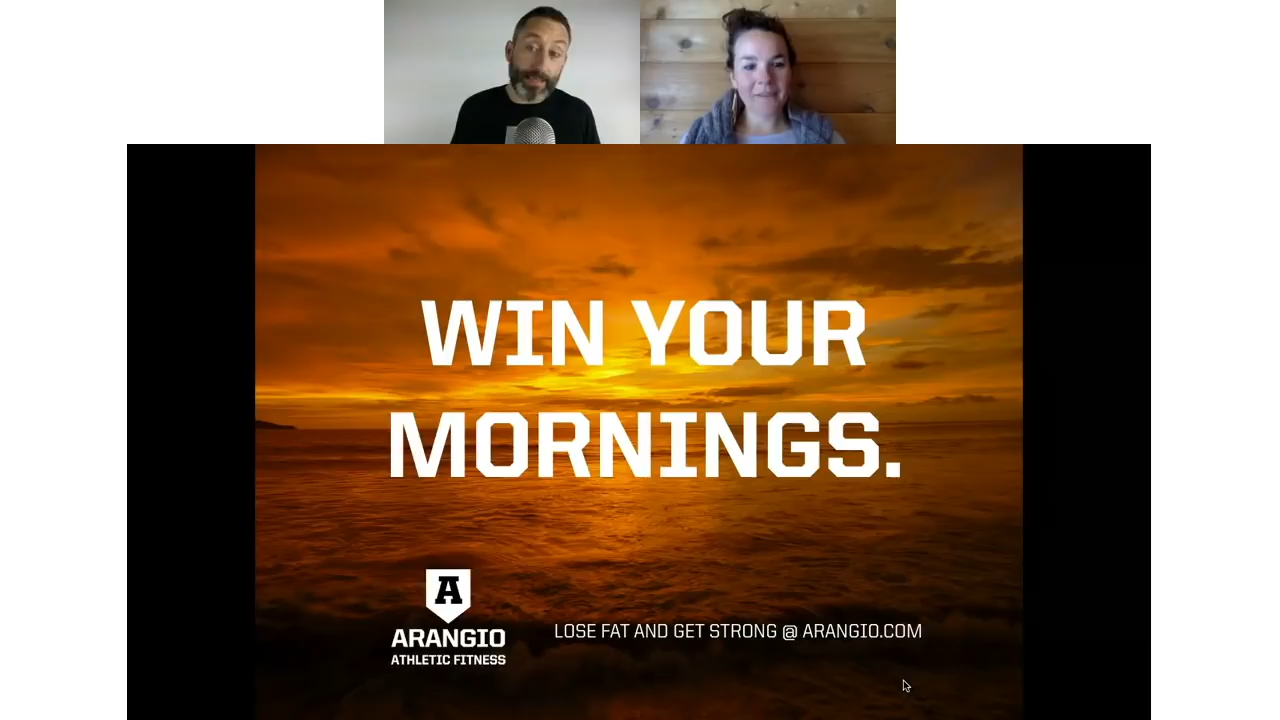 WIN YOUR
MORNINGS.
A
ARANGIO
ATHLETIC FITNESS
LOSE FAT AND GET STRONG @ ARANGIO.COM